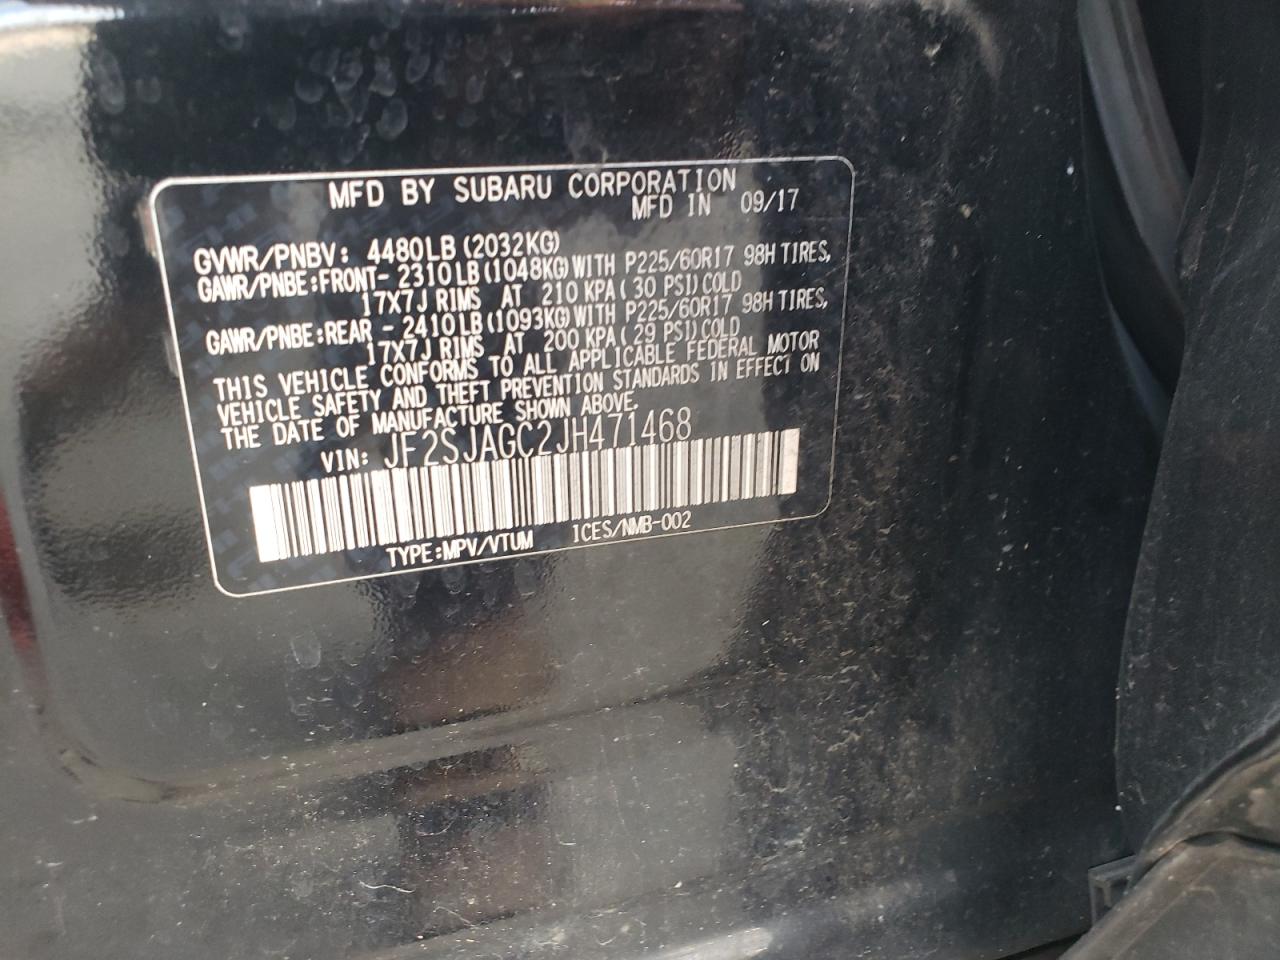 MFD BY SUBARU CORPORATION
MFD IN 09/17
GVWR/PNBV: 4480LB (2032KG)
GAWR/PNBE:FRONT- 2310LB (1048KG) WITH P225/60R17 98H TIRES,
17X7J RIMS AT 210 KPA (30 PSI) COLD
GAWR/PNBE:REAR - 2410LB (1093KG) WITH P225/60R17 98H TIRES,
17X7J RIMS AT 200 KPA (29 PSI) COLD
THIS VEHICLE CONFORMS TO ALL APPLICABLE FEDERAL MOTOR
VEHICLE SAFETY AND THEFT PREVENTION STANDARDS IN EFFECT ON
THE DATE OF MANUFACTURE SHOWN ABOVE.
VIN: JF2SJAGC2JH471468
TYPE:MPV/VTUM ICES/NMB-002